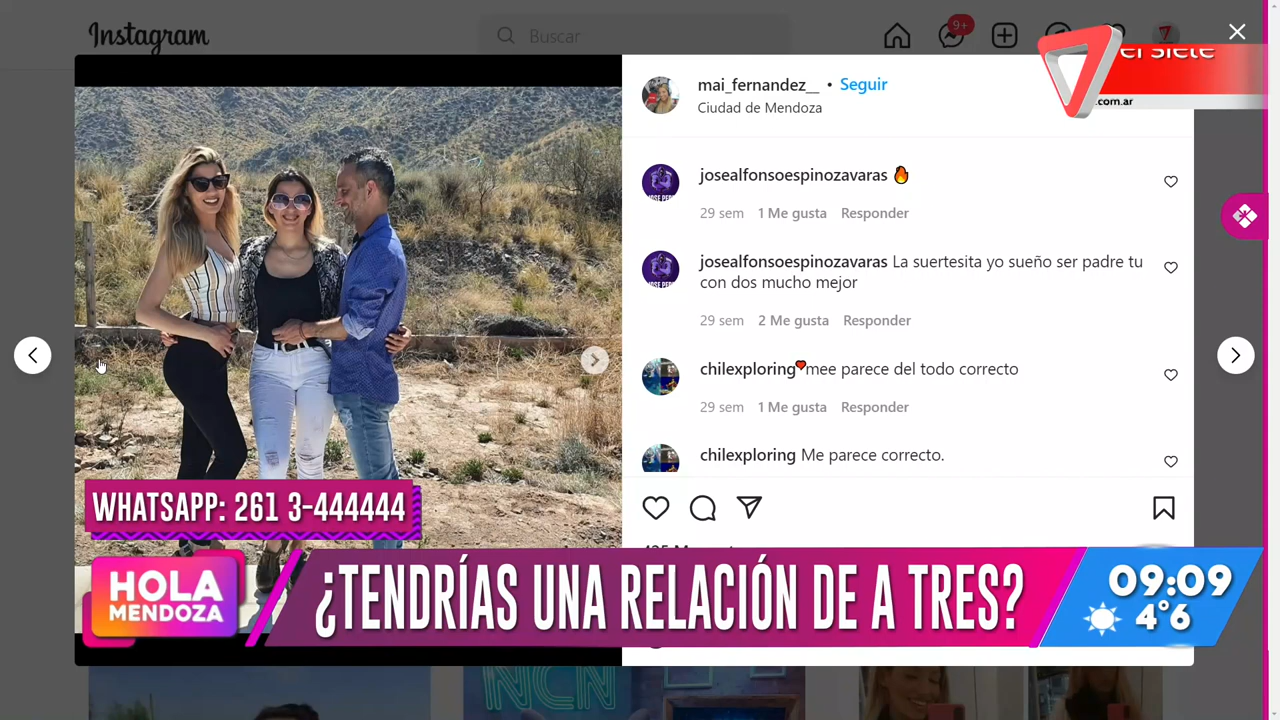 Instagram
Buscar
9+
el siete
.com.ar
mai_fernandez__ • Seguir
Ciudad de Mendoza
josealfonsoespinozavaras 🔥
29 sem 1 Me gusta Responder
josealfonsoespinozavaras La suertesita yo sueño ser padre tu
con dos mucho mejor
29 sem 2 Me gusta Responder
chilexploring❤️mee parece del todo correcto
29 sem 1 Me gusta Responder
chilexploring Me parece correcto.
WHATSAPP: 261 3-444444
HOLA
MENDOZA
¿TENDRÍAS UNA RELACIÓN DE A TRES?
09:09
4°6
NCN